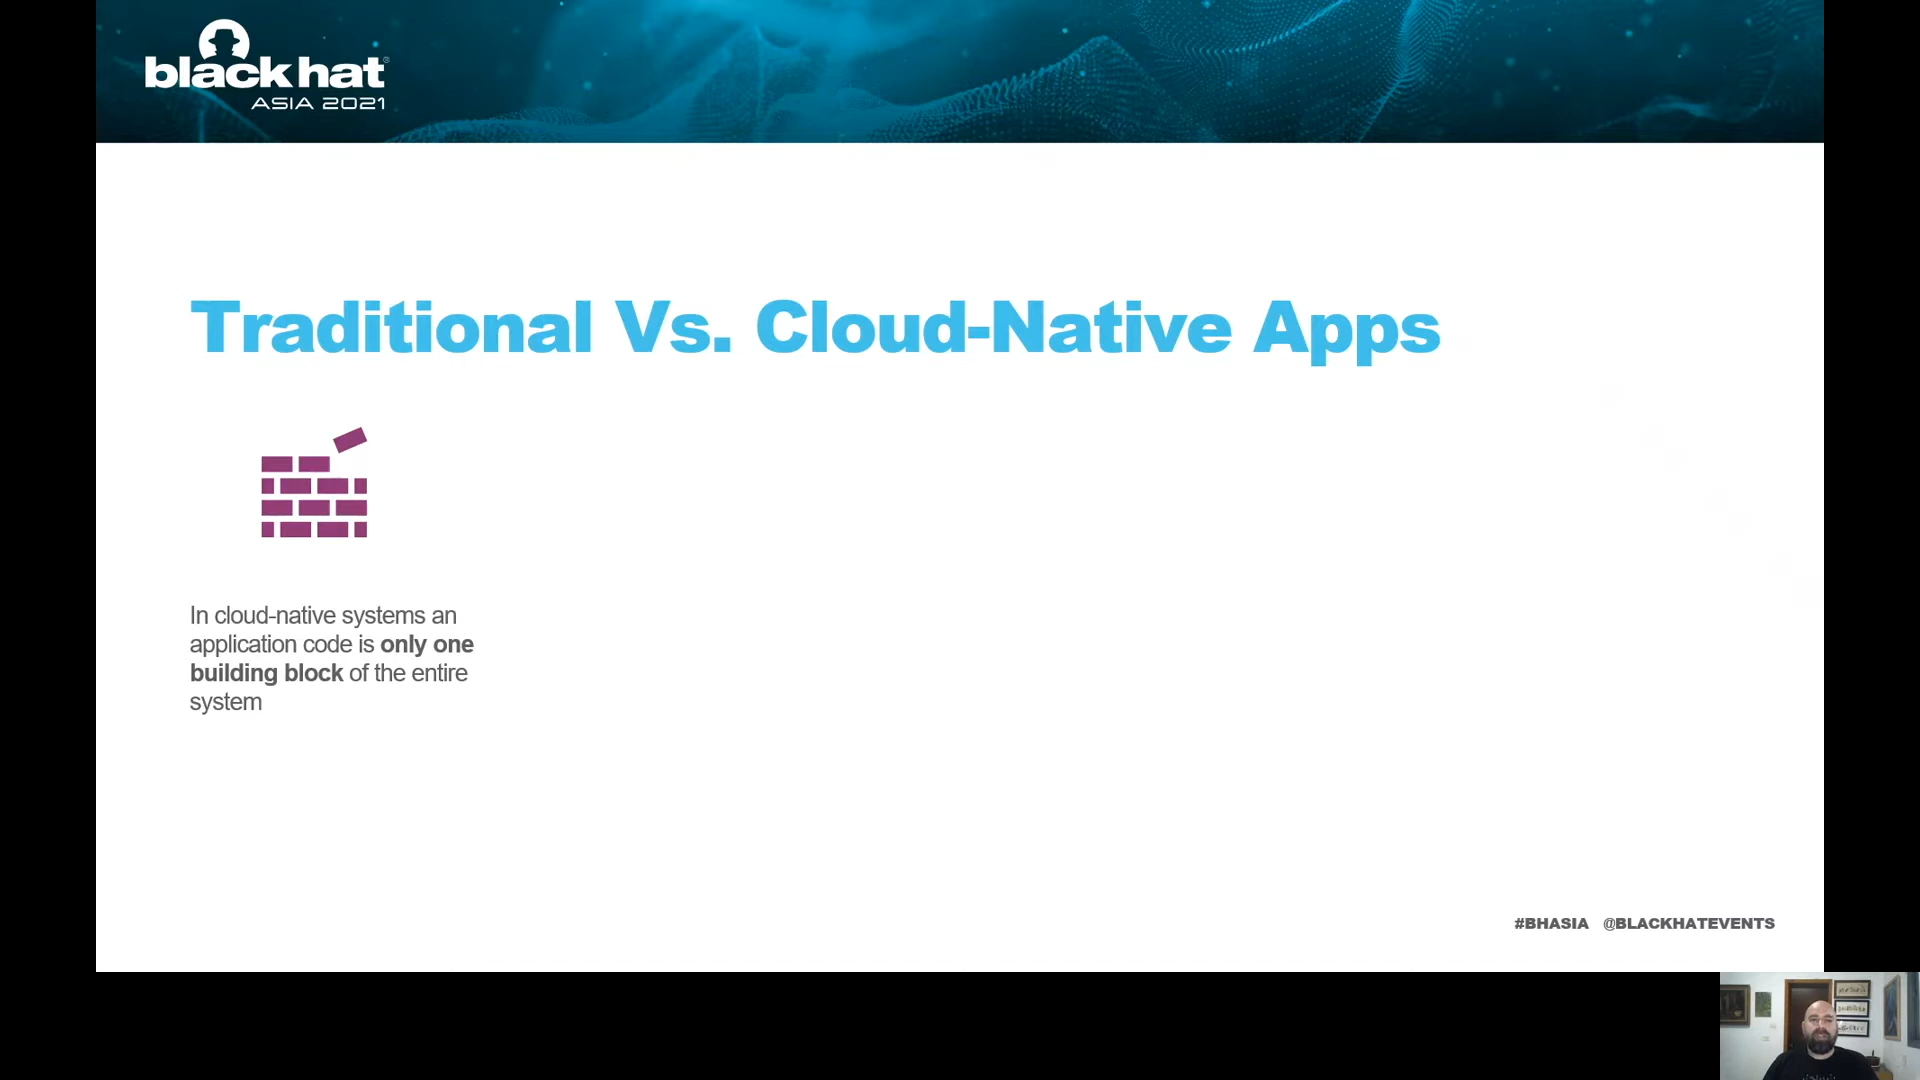 black hat®
ASIA 2021
Traditional Vs. Cloud-Native Apps
In cloud-native systems an
application code is only one
building block of the entire
system
#BHASIA @BLACKHATEVENTS